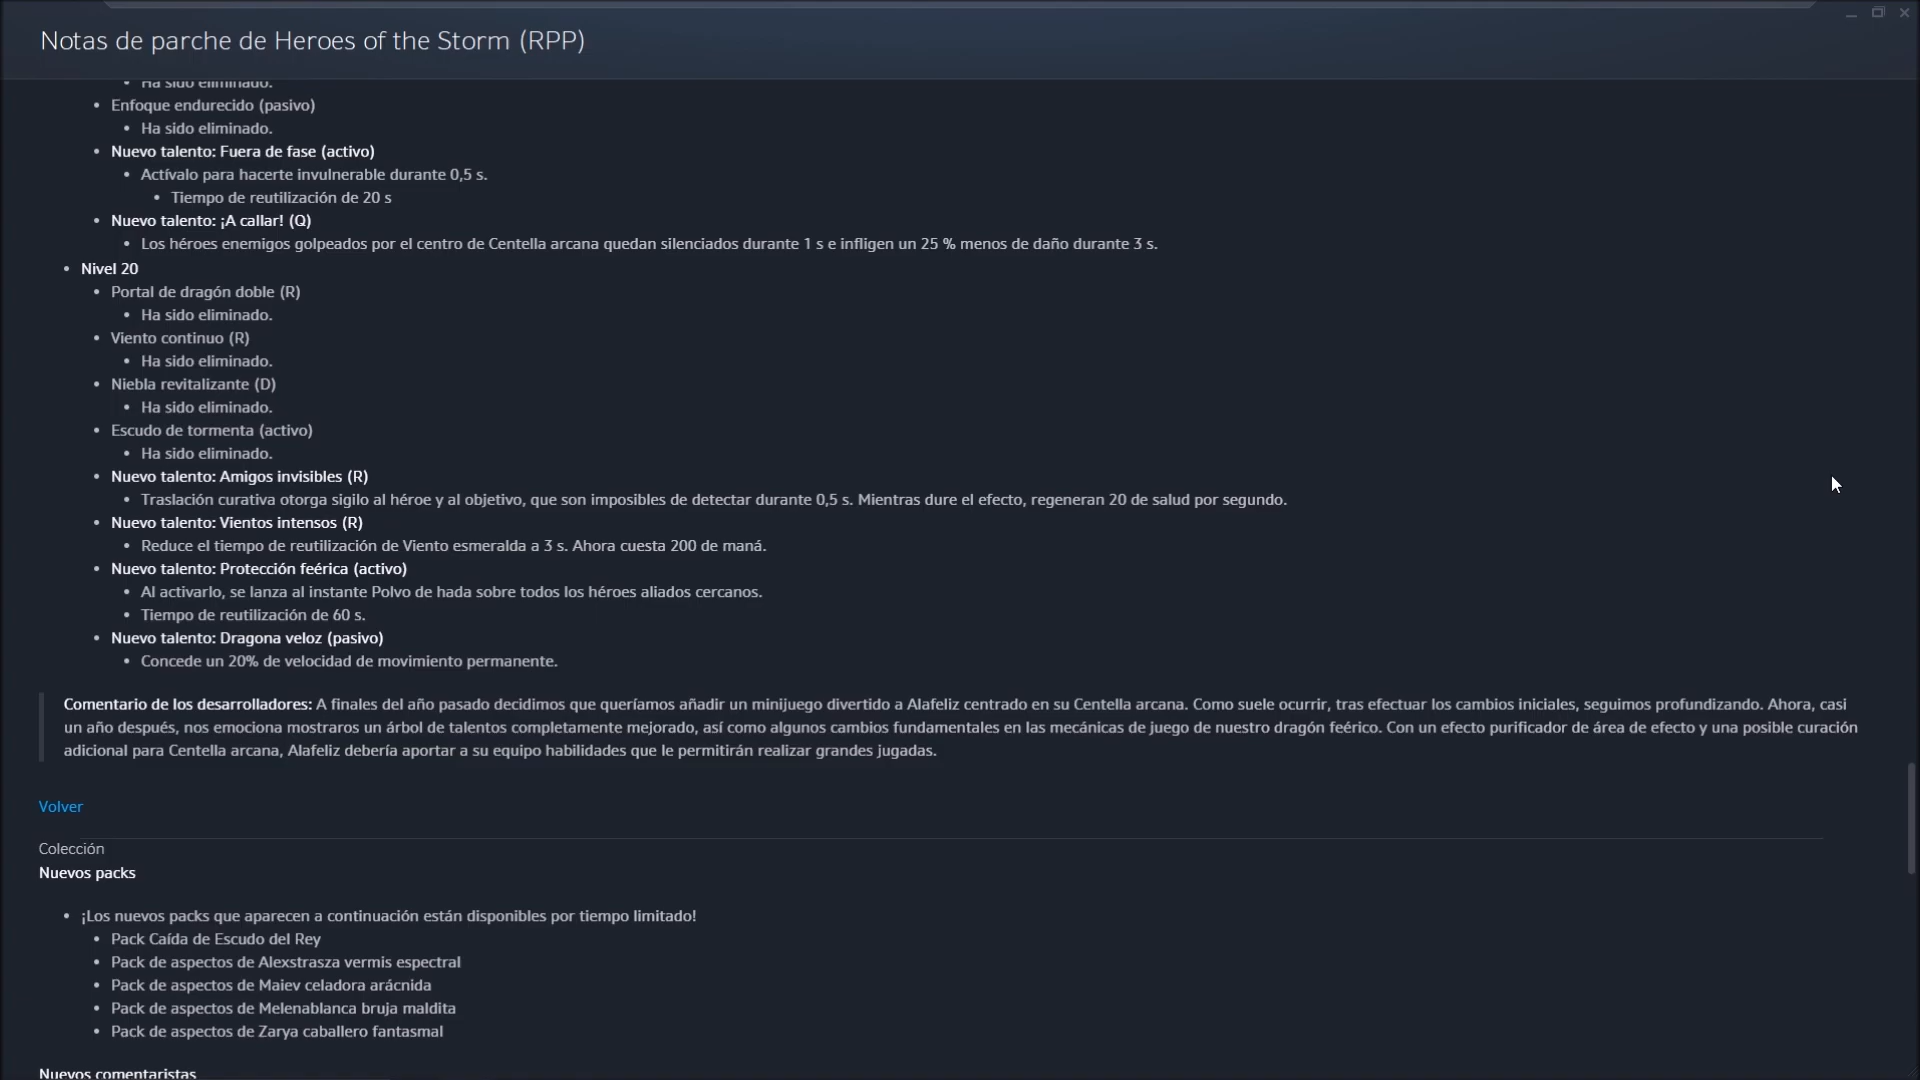 Notas de parche de Heroes of the Storm (RPP)
• Ha sido eliminado.
• Enfoque endurecido (pasivo)
• Ha sido eliminado.
• Nuevo talento: Fuera de fase (activo)
• Actívalo para hacerte invulnerable durante 0,5 s.
• Tiempo de reutilización de 20 s
• Nuevo talento: ¡A callar! (Q)
• Los héroes enemigos golpeados por el centro de Centella arcana quedan silenciados durante 1 s e infligen un 25 % menos de daño durante 3 s.
• Nivel 20
• Portal de dragón doble (R)
• Ha sido eliminado.
• Viento continuo (R)
• Ha sido eliminado.
• Niebla revitalizante (D)
• Ha sido eliminado.
• Escudo de tormenta (activo)
• Ha sido eliminado.
• Nuevo talento: Amigos invisibles (R)
• Traslación curativa otorga sigilo al héroe y al objetivo, que son imposibles de detectar durante 0,5 s. Mientras dure el efecto, regeneran 20 de salud por segundo.
• Nuevo talento: Vientos intensos (R)
• Reduce el tiempo de reutilización de Viento esmeralda a 3 s. Ahora cuesta 200 de maná.
• Nuevo talento: Protección feérica (activo)
• Al activarlo, se lanza al instante Polvo de hada sobre todos los héroes aliados cercanos.
• Tiempo de reutilización de 60 s.
• Nuevo talento: Dragona veloz (pasivo)
• Concede un 20% de velocidad de movimiento permanente.
Comentario de los desarrolladores: A finales del año pasado decidimos que queríamos añadir un minijuego divertido a Alafeliz centrado en su Centella arcana. Como suele ocurrir, tras efectuar los cambios iniciales, seguimos profundizando. Ahora, casi
un año después, nos emociona mostraros un árbol de talentos completamente mejorado, así como algunos cambios fundamentales en las mecánicas de juego de nuestro dragón feérico. Con un efecto purificador de área de efecto y una posible curación
adicional para Centella arcana, Alafeliz debería aportar a su equipo habilidades que le permitirán realizar grandes jugadas.
Volver
Colección
Nuevos packs
• ¡Los nuevos packs que aparecen a continuación están disponibles por tiempo limitado!
• Pack Caída de Escudo del Rey
• Pack de aspectos de Alexstrasza vermis espectral
• Pack de aspectos de Maiev celadora arácnida
• Pack de aspectos de Melenablanca bruja maldita
• Pack de aspectos de Zarya caballero fantasmal
Nuevos comentaristas